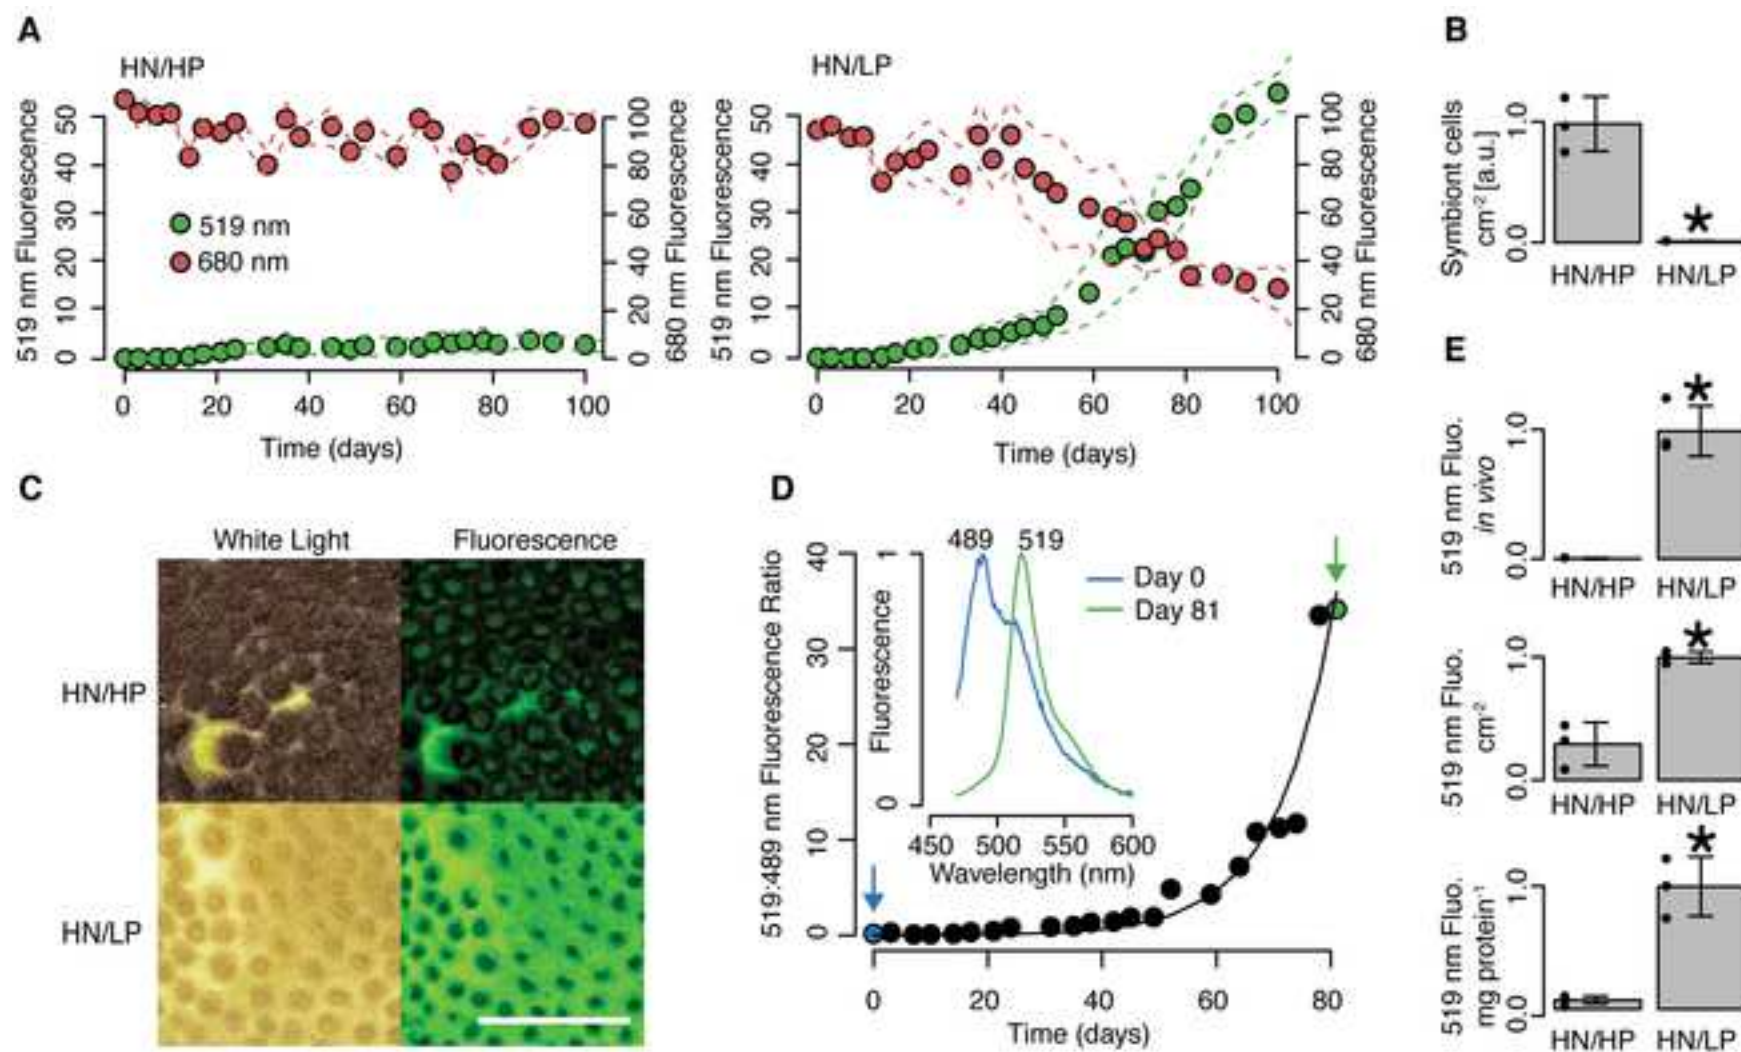 A
HN/HP
519 nm Fluorescence
0 10 20 30 40 50
519 nm
680 nm
680 nm Fluorescence
0 20 40 60 80 100
0 20 40 60 80 100
Time (days)
HN/LP
519 nm Fluorescence
0 10 20 30 40 50
680 nm Fluorescence
0 20 40 60 80 100
0 20 40 60 80 100
Time (days)
B
Symbiont cells
cm-2 [a.u.]
0.0 1.0
HN/HP HN/LP
C
White Light Fluorescence
HN/HP
HN/LP
D
519:489 nm Fluorescence Ratio
0 10 20 30 40
489 519
Day 0
Day 81
Fluorescence
0 1
450 500 550 600
Wavelength (nm)
0 20 40 60 80
Time (days)
E
519 nm Fluo.
in vivo
0.0 1.0
HN/HP HN/LP
519 nm Fluo.
cm-2
0.0 1.0
HN/HP HN/LP
519 nm Fluo.
mg protein-1
0.0 1.0
HN/HP HN/LP